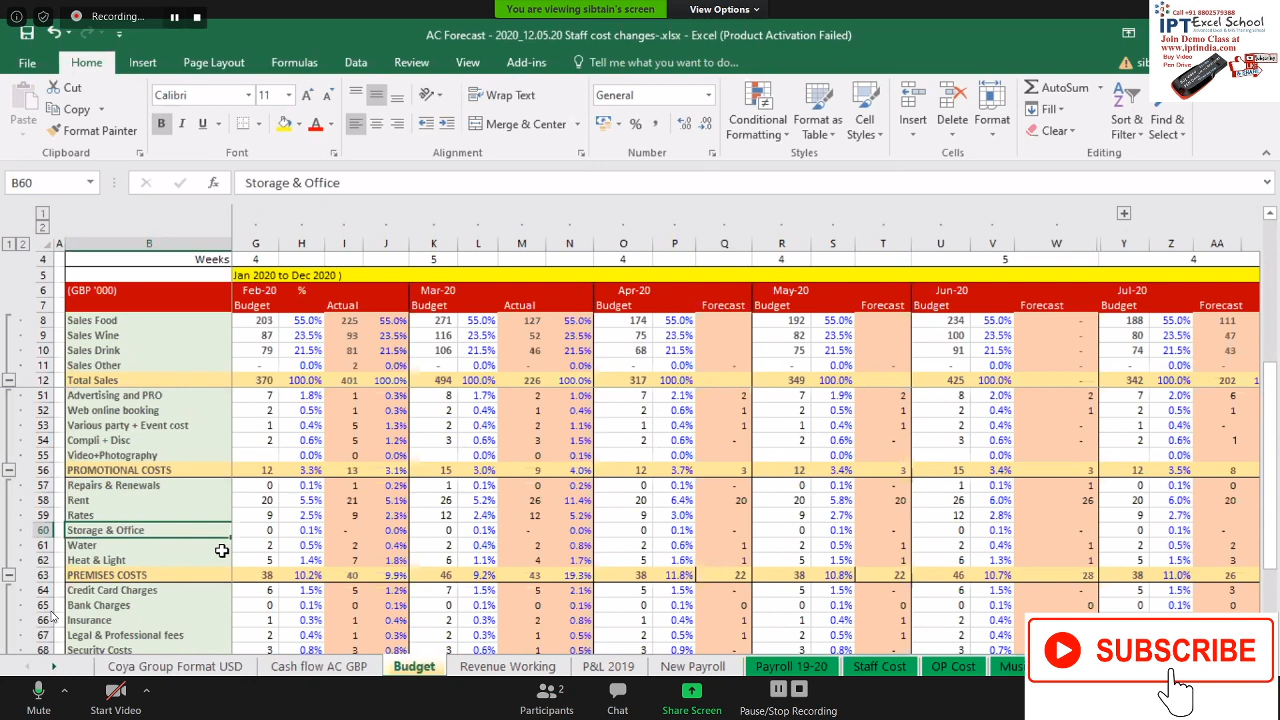 Recording...
You are viewing sibtain's screen
View Options
Call +91 8802579388
iPT Excel School
Advanced Excel & MIS Training School
Join Demo Class at
www.iptindia.com
Buy Video
Pen Drive
AC Forecast - 2020_12.05.20 Staff cost changes-.xlsx - Excel (Product Activation Failed)
File Home Insert Page Layout Formulas Data Review View Add-ins Tell me what you want to do... sib
Cut
Copy
Format Painter
Paste
Clipboard
Calibri 11
B I U
Font
Wrap Text
Merge & Center
Alignment
General
Number
Conditional Formatting
Format as Table
Cell Styles
Styles
Insert Delete Format
Cells
AutoSum
Fill
Clear
Sort & Filter
Find & Select
Editing
B60 fx Storage & Office
1
2
1 2 A B G H I J K L M N O P Q R S T U V W Y Z AA
4 Weeks 4 5 4 4 5 4
5 Jan 2020 to Dec 2020 )
6 (GBP '000) Feb-20 % Mar-20 Apr-20 May-20 Jun-20 Jul-20
7 Budget Actual Budget Actual Budget Forecast Budget Forecast Budget Forecast Budget Forecast
8 Sales Food 203 55.0% 225 55.0% 271 55.0% 127 55.0% 174 55.0% 192 55.0% 234 55.0% - 188 55.0% 111
9 Sales Wine 87 23.5% 93 23.5% 116 23.5% 52 23.5% 75 23.5% 82 23.5% 100 23.5% - 80 23.5% 47
10 Sales Drink 79 21.5% 81 21.5% 106 21.5% 46 21.5% 68 21.5% 75 21.5% 91 21.5% - 74 21.5% 43
11 Sales Other - 0.0% 2 0.0% - 0.0% - 0.0% - 0.0% - 0.0% - 0.0% - - 0.0% -
12 Total Sales 370 100.0% 401 100.0% 494 100.0% 226 100.0% 317 100.0% 349 100.0% 425 100.0% - 342 100.0% 202 1
51 Advertising and PRO 7 1.8% 1 0.3% 8 1.7% 2 1.0% 7 2.1% 2 7 1.9% 2 8 2.0% 2 7 2.0% 6
52 Web online booking 2 0.5% 1 0.3% 2 0.4% 1 0.4% 2 0.6% 1 2 0.6% 1 2 0.4% 1 2 0.6% 1
53 Various party + Event cost 1 0.4% 5 1.3% 2 0.4% 2 1.1% 1 0.4% 1 1 0.4% 1 2 0.4% 1 1 0.4% -
54 Compli + Disc 2 0.6% 5 1.2% 3 0.6% 3 1.5% 2 0.6% - 2 0.6% - 3 0.6% - 2 0.6% 1
55 Video+Photography 0.0% 0 0.0% 0.0% 0 0.1% 0.0% 0.0% 0.0% 0.0%
56 PROMOTIONAL COSTS 12 3.3% 13 3.1% 15 3.0% 9 4.0% 12 3.7% 3 12 3.4% 3 15 3.4% 3 12 3.5% 8
57 Repairs & Renewals 0 0.1% 1 0.2% 1 0.1% 0 0.1% 0 0.1% - 0 0.1% - 1 0.1% - 0 0.1% -
58 Rent 20 5.5% 21 5.1% 26 5.2% 26 11.4% 20 6.4% 20 20 5.8% 20 26 6.0% 26 20 6.0% 20
59 Rates 9 2.5% 9 2.3% 12 2.4% 12 5.2% 9 3.0% 9 2.7% 12 2.8% 9 2.7%
60 Storage & Office 0 0.1% - 0.0% 0 0.1% - 0.0% 0 0.1% - 0 0.1% - 0 0.1% - 0 0.1% -
61 Water 2 0.5% 2 0.4% 2 0.4% 2 0.8% 2 0.6% 1 2 0.5% 1 2 0.5% 1 2 0.5% 2
62 Heat & Light 5 1.4% 7 1.8% 6 1.1% 4 1.7% 5 1.6% 1 5 1.5% 1 6 1.3% 1 5 1.5% 3
63 PREMISES COSTS 38 10.2% 40 9.9% 46 9.2% 43 19.3% 38 11.8% 22 38 10.8% 22 46 10.7% 28 38 11.0% 26
64 Credit Card Charges 6 1.5% 5 1.2% 7 1.5% 5 2.1% 5 1.5% - 5 1.5% - 6 1.5% - 5 1.5% 3
65 Bank Charges 0 0.1% 0 0.1% 0 0.1% 0 0.1% 0 0.1% 0 0 0.1% 0 0 0.1% 0 0 0.1%
66 Insurance 1 0.3% 1 0.4% 2 0.3% 2 0.8% 1 0.4%
67 Legal & Professional fees 2 0.4% 1 0.3% 2 0.4% 1 0.5% 2 0.5%
68 Security Costs
Coya Group Format USD Cash flow AC GBP Budget Revenue Working P&L 2019 New Payroll Payroll 19-20 Staff Cost OP Cost Mus
SUBSCRIBE
Mute
Start Video
Participants 2
Chat
Share Screen
Pause/Stop Recording